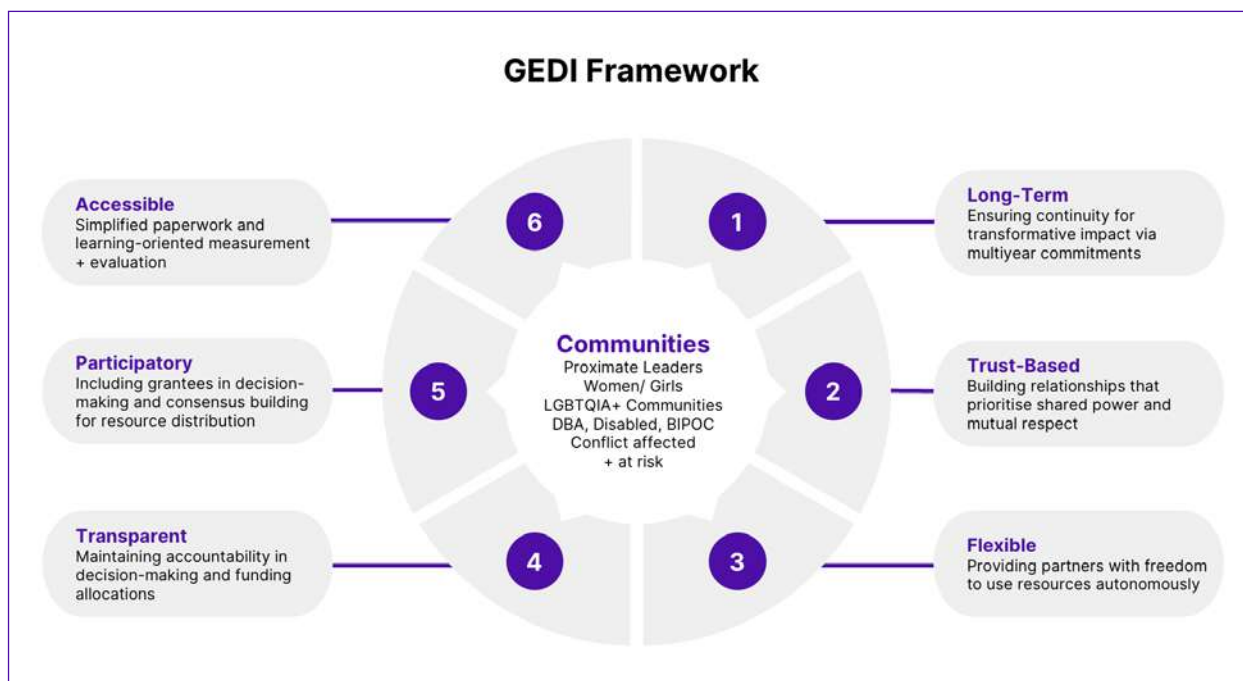 GEDI Framework
6
1
Accessible
Simplified paperwork and
learning-oriented measurement
+ evaluation
Long-Term
Ensuring continuity for
transformative impact via
multiyear commitments
Communities
Proximate Leaders
Women/ Girls
LGBTQIA+ Communities
DBA, Disabled, BIPOC
Conflict affected
+ at risk
5
2
Participatory
Including grantees in decision-
making and consensus building
for resource distribution
Trust-Based
Building relationships that
prioritise shared power and
mutual respect
4
3
Transparent
Maintaining accountability in
decision-making and funding
allocations
Flexible
Providing partners with freedom
to use resources autonomously